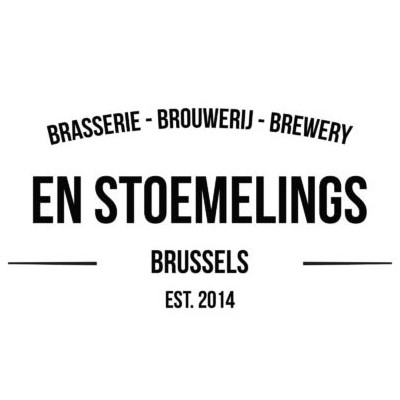 BRASSERIE - BROUWERIJ - BREWERY
EN STOEMELINGS
BRUSSELS
EST. 2014